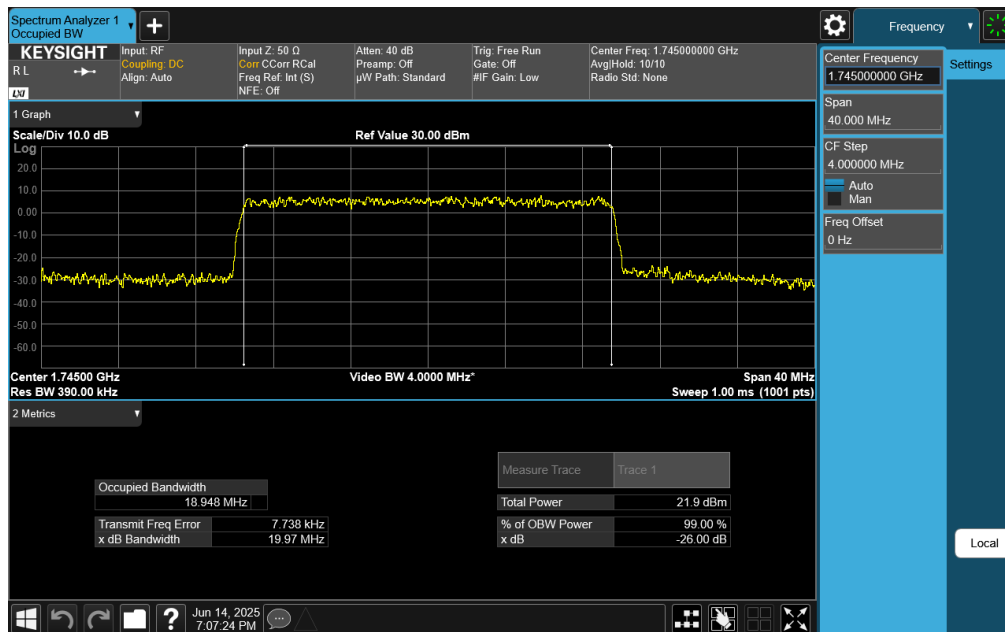 Spectrum Analyzer 1
Occupied BW
Frequency
KEYSIGHT
R L
LXI
Input: RF
Coupling: DC
Align: Auto
Input Z: 50 Ω
Corr CCorr RCal
Freq Ref: Int (S)
NFE: Off
Atten: 40 dB
Preamp: Off
µW Path: Standard
Trig: Free Run
Gate: Off
#IF Gain: Low
Center Freq: 1.745000000 GHz
Avg|Hold: 10/10
Radio Std: None
Center Frequency
1.745000000 GHz
Settings
Span
40.000 MHz
CF Step
4.000000 MHz
Auto
Man
Freq Offset
0 Hz
1 Graph
Scale/Div 10.0 dB
Ref Value 30.00 dBm
Log
20.0
10.0
0.00
-10.0
-20.0
-30.0
-40.0
-50.0
-60.0
Center 1.74500 GHz
Video BW 4.0000 MHz*
Span 40 MHz
Res BW 390.00 kHz
Sweep 1.00 ms (1001 pts)
2 Metrics
Measure Trace
Trace 1
Occupied Bandwidth
18.948 MHz
Total Power
21.9 dBm
Transmit Freq Error
7.738 kHz
% of OBW Power
99.00 %
x dB Bandwidth
19.97 MHz
x dB
-26.00 dB
Local
?
Jun 14, 2025
7:07:24 PM